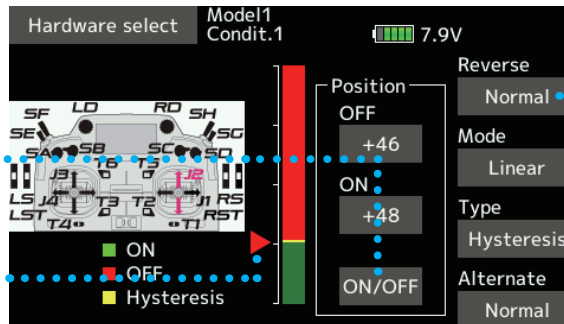 Hardware select
Model1
Condit.1
7.9V
SF LD RD SH
SE SG
SA SB SC SD
T6 T5
J3 J2
LS J4 T3 T2 J1 RS
LST RST
T4 T1
ON
OFF
Hysteresis
Position
OFF
+46
ON
+48
ON/OFF
Reverse
Normal
Mode
Linear
Type
Hysteresis
Alternate
Normal